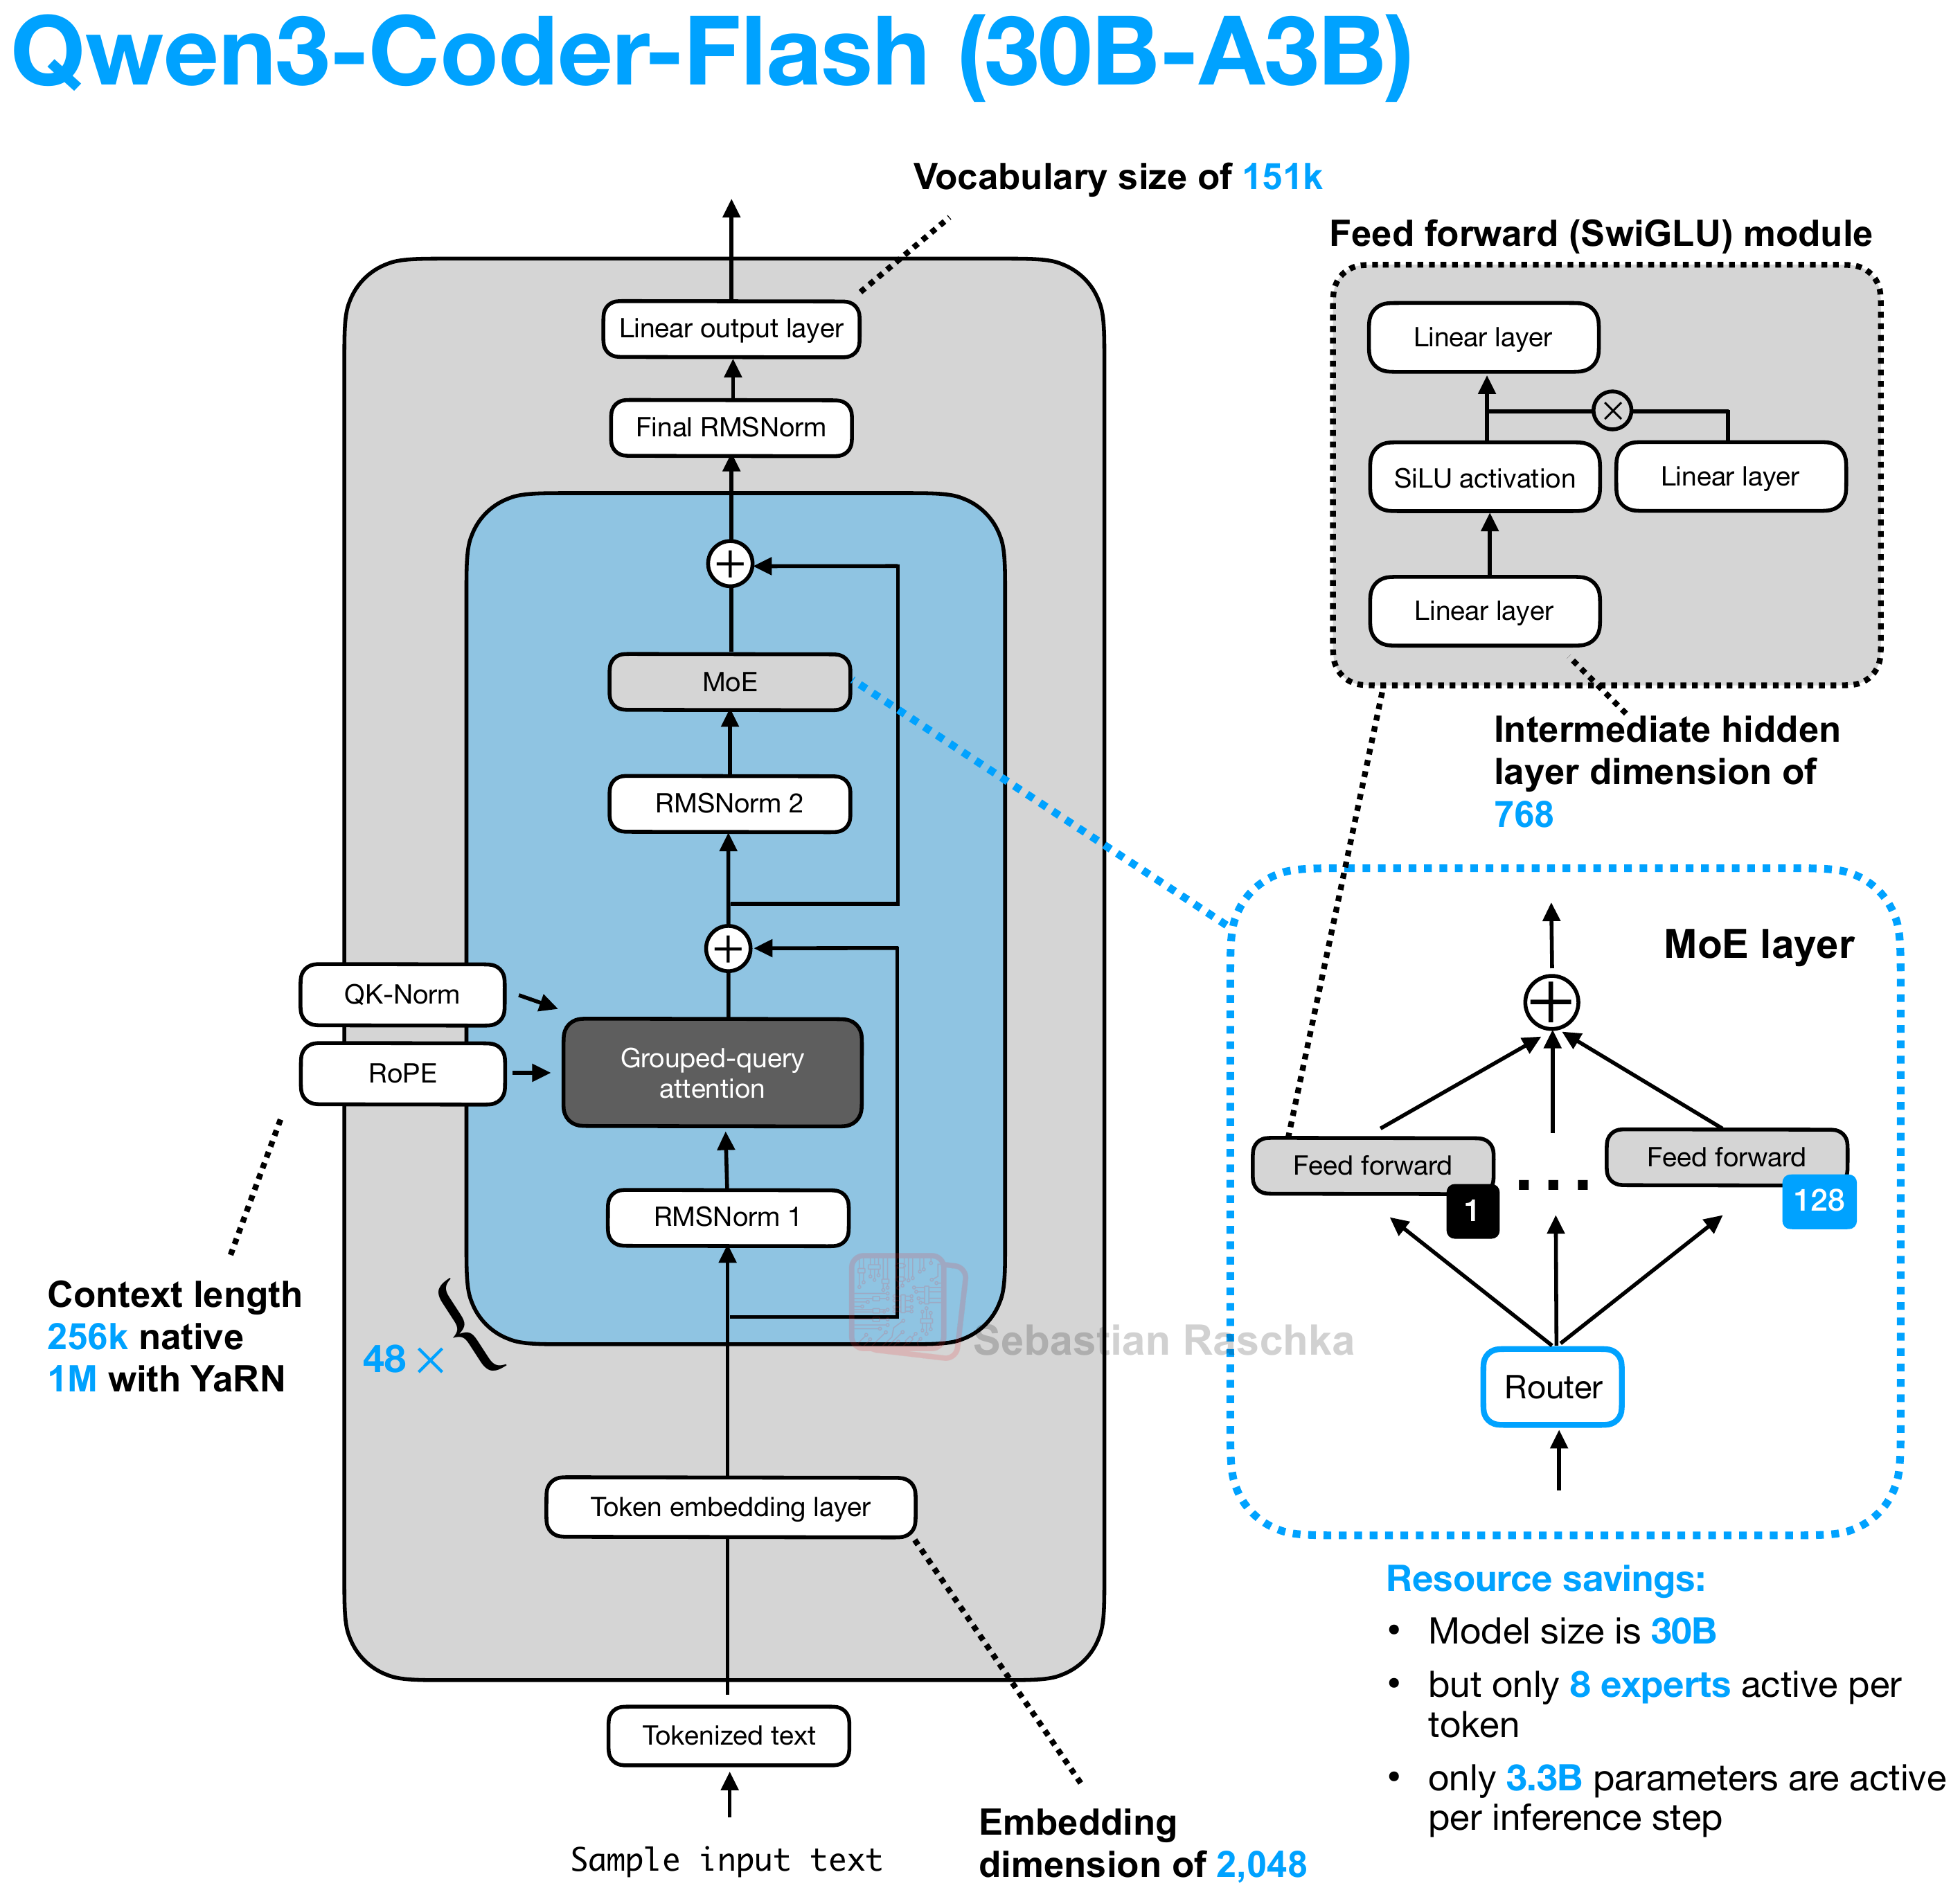 Qwen3-Coder-Flash (30B-A3B)
Vocabulary size of 151k
Linear output layer
Final RMSNorm
MoE
RMSNorm 2
QK-Norm
RoPE
Grouped-query
attention
RMSNorm 1
Context length
256k native
1M with YaRN
48 ×
Sebastian Raschka
Token embedding layer
Tokenized text
Sample input text
Embedding
dimension of 2,048
Feed forward (SwiGLU) module
Linear layer
SiLU activation
Linear layer
Linear layer
Intermediate hidden
layer dimension of
768
MoE layer
Feed forward
1
. . .
Feed forward
128
Router
Resource savings:
• Model size is 30B
• but only 8 experts active per
token
• only 3.3B parameters are active
per inference step